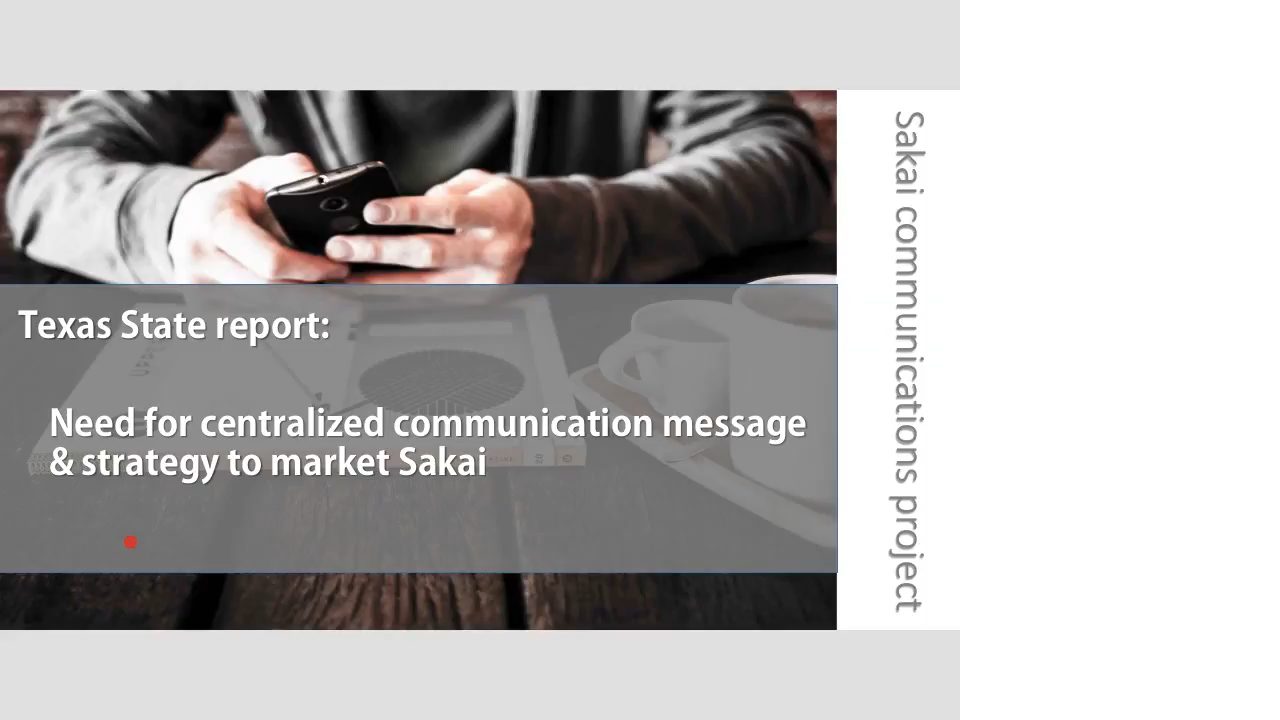 Texas State report:
Need for centralized communication message
& strategy to market Sakai
Sakai communications project